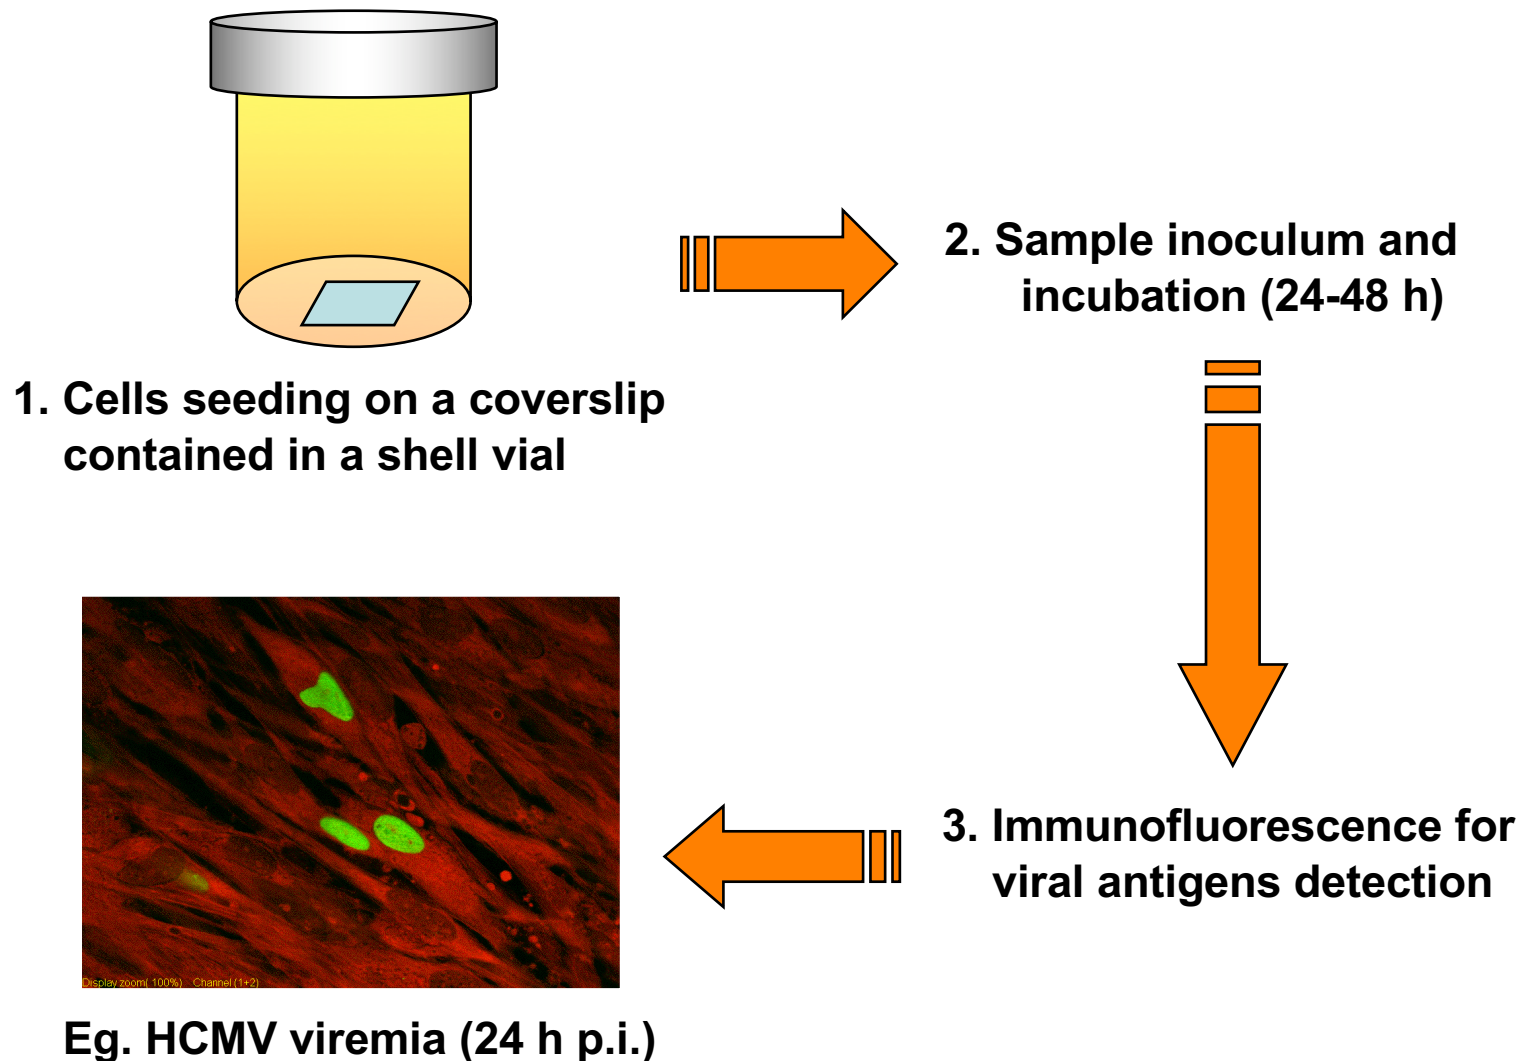 1. Cells seeding on a coverslip
contained in a shell vial
2. Sample inoculum and
incubation (24-48 h)
3. Immunofluorescence for
viral antigens detection
Display zoom( 100%) Channel (1+2)
Eg. HCMV viremia (24 h p.i.)